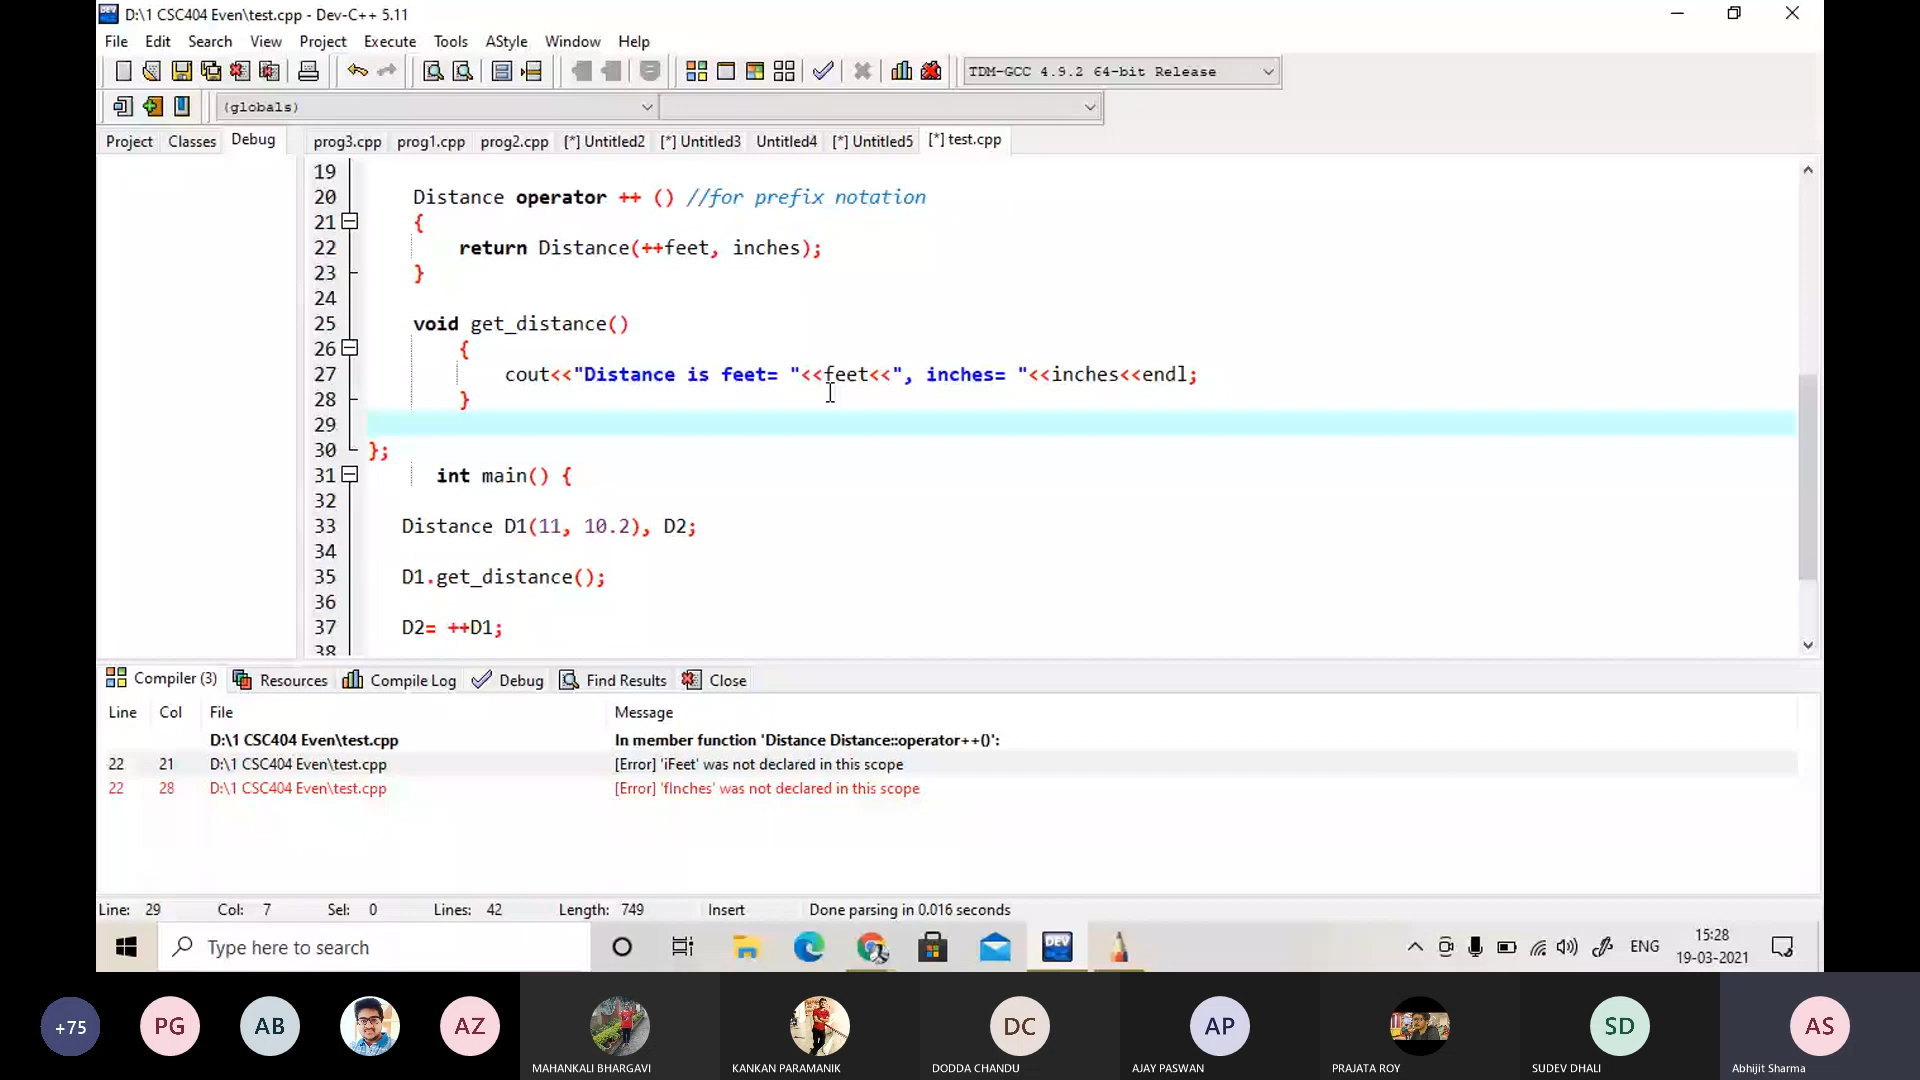 D:\1 CSC404 Even\test.cpp - Dev-C++ 5.11
File Edit Search View Project Execute Tools AStyle Window Help
TDM-GCC 4.9.2 64-bit Release
(globals)
Project Classes Debug prog3.cpp prog1.cpp prog2.cpp [*] Untitled2 [*] Untitled3 Untitled4 [*] Untitled5 [*] test.cpp
19
20 Distance operator ++ () //for prefix notation
21 {
22 return Distance(++feet, inches);
23 }
24
25 void get_distance()
26 {
27 cout<<"Distance is feet= "<<feet<<", inches= "<<inches<<endl;
28 }
29
30 };
31 int main() {
32
33 Distance D1(11, 10.2), D2;
34
35 D1.get_distance();
36
37 D2= ++D1;
38
Compiler (3) Resources Compile Log Debug Find Results Close
Line Col File Message
D:\1 CSC404 Even\test.cpp In member function 'Distance Distance::operator++()':
22 21 D:\1 CSC404 Even\test.cpp [Error] 'iFeet' was not declared in this scope
22 28 D:\1 CSC404 Even\test.cpp [Error] 'fInches' was not declared in this scope
Line: 29 Col: 7 Sel: 0 Lines: 42 Length: 749 Insert Done parsing in 0.016 seconds
Type here to search DEV ENG 15:28
19-03-2021
+75 PG AB AZ DC AP SD AS
MAHANKALI BHARGAVI KANKAN PARAMANIK DODDA CHANDU AJAY PASWAN PRAJATA ROY SUDEV DHALI Abhijit Sharma